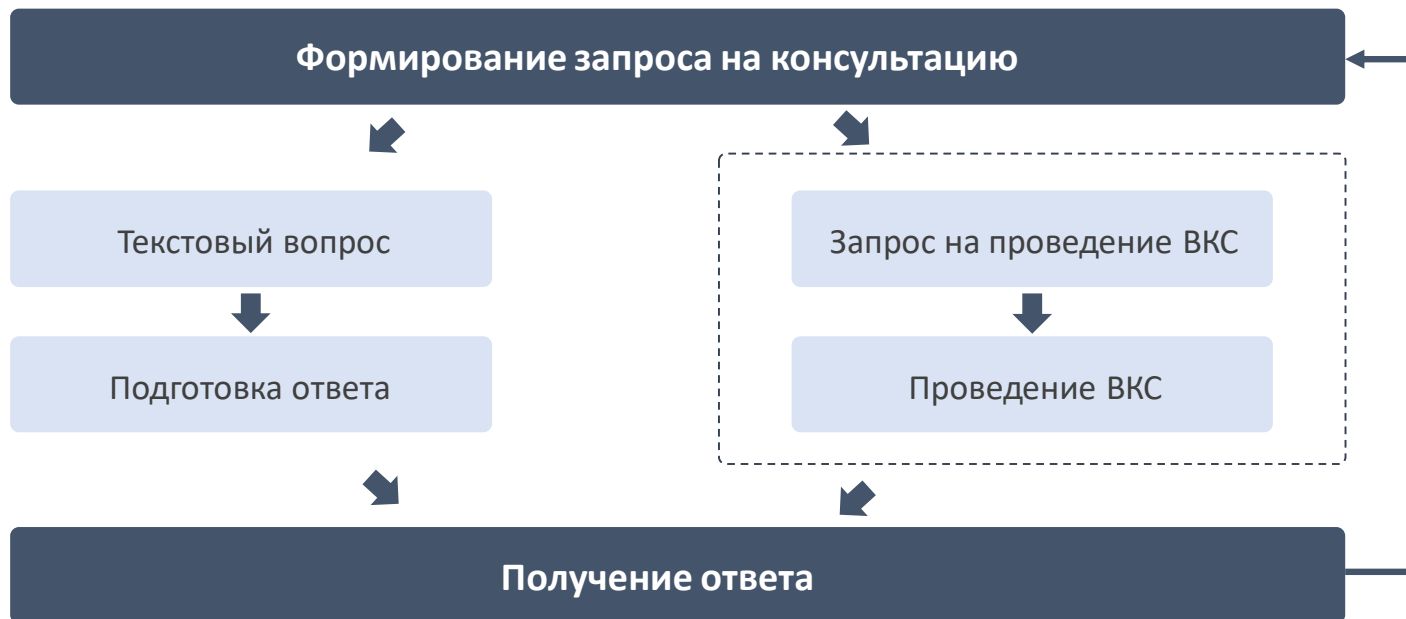 Формирование запроса на консультацию
Текстовый вопрос
Запрос на проведение ВКС
Подготовка ответа
Проведение ВКС
Получение ответа